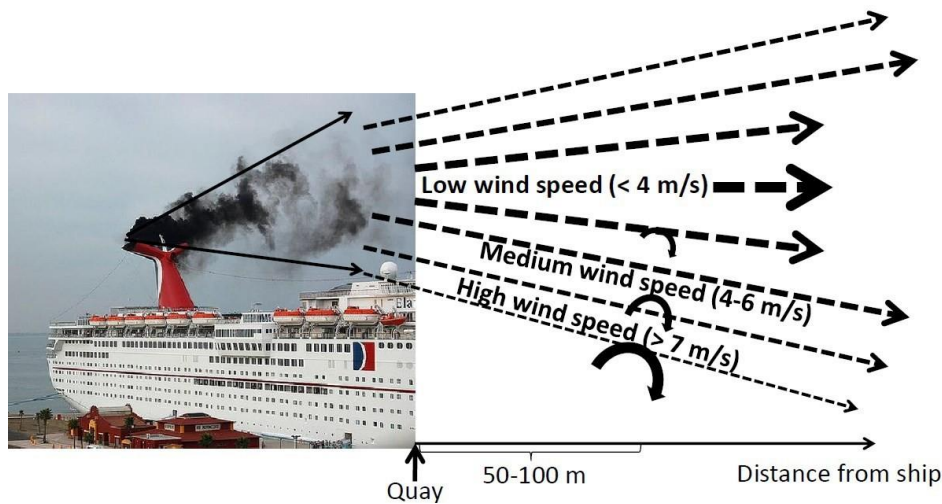 Low wind speed (< 4 m/s)
Medium wind speed (4-6 m/s)
High wind speed (> 7 m/s)
50-100 m
Distance from ship
Quay